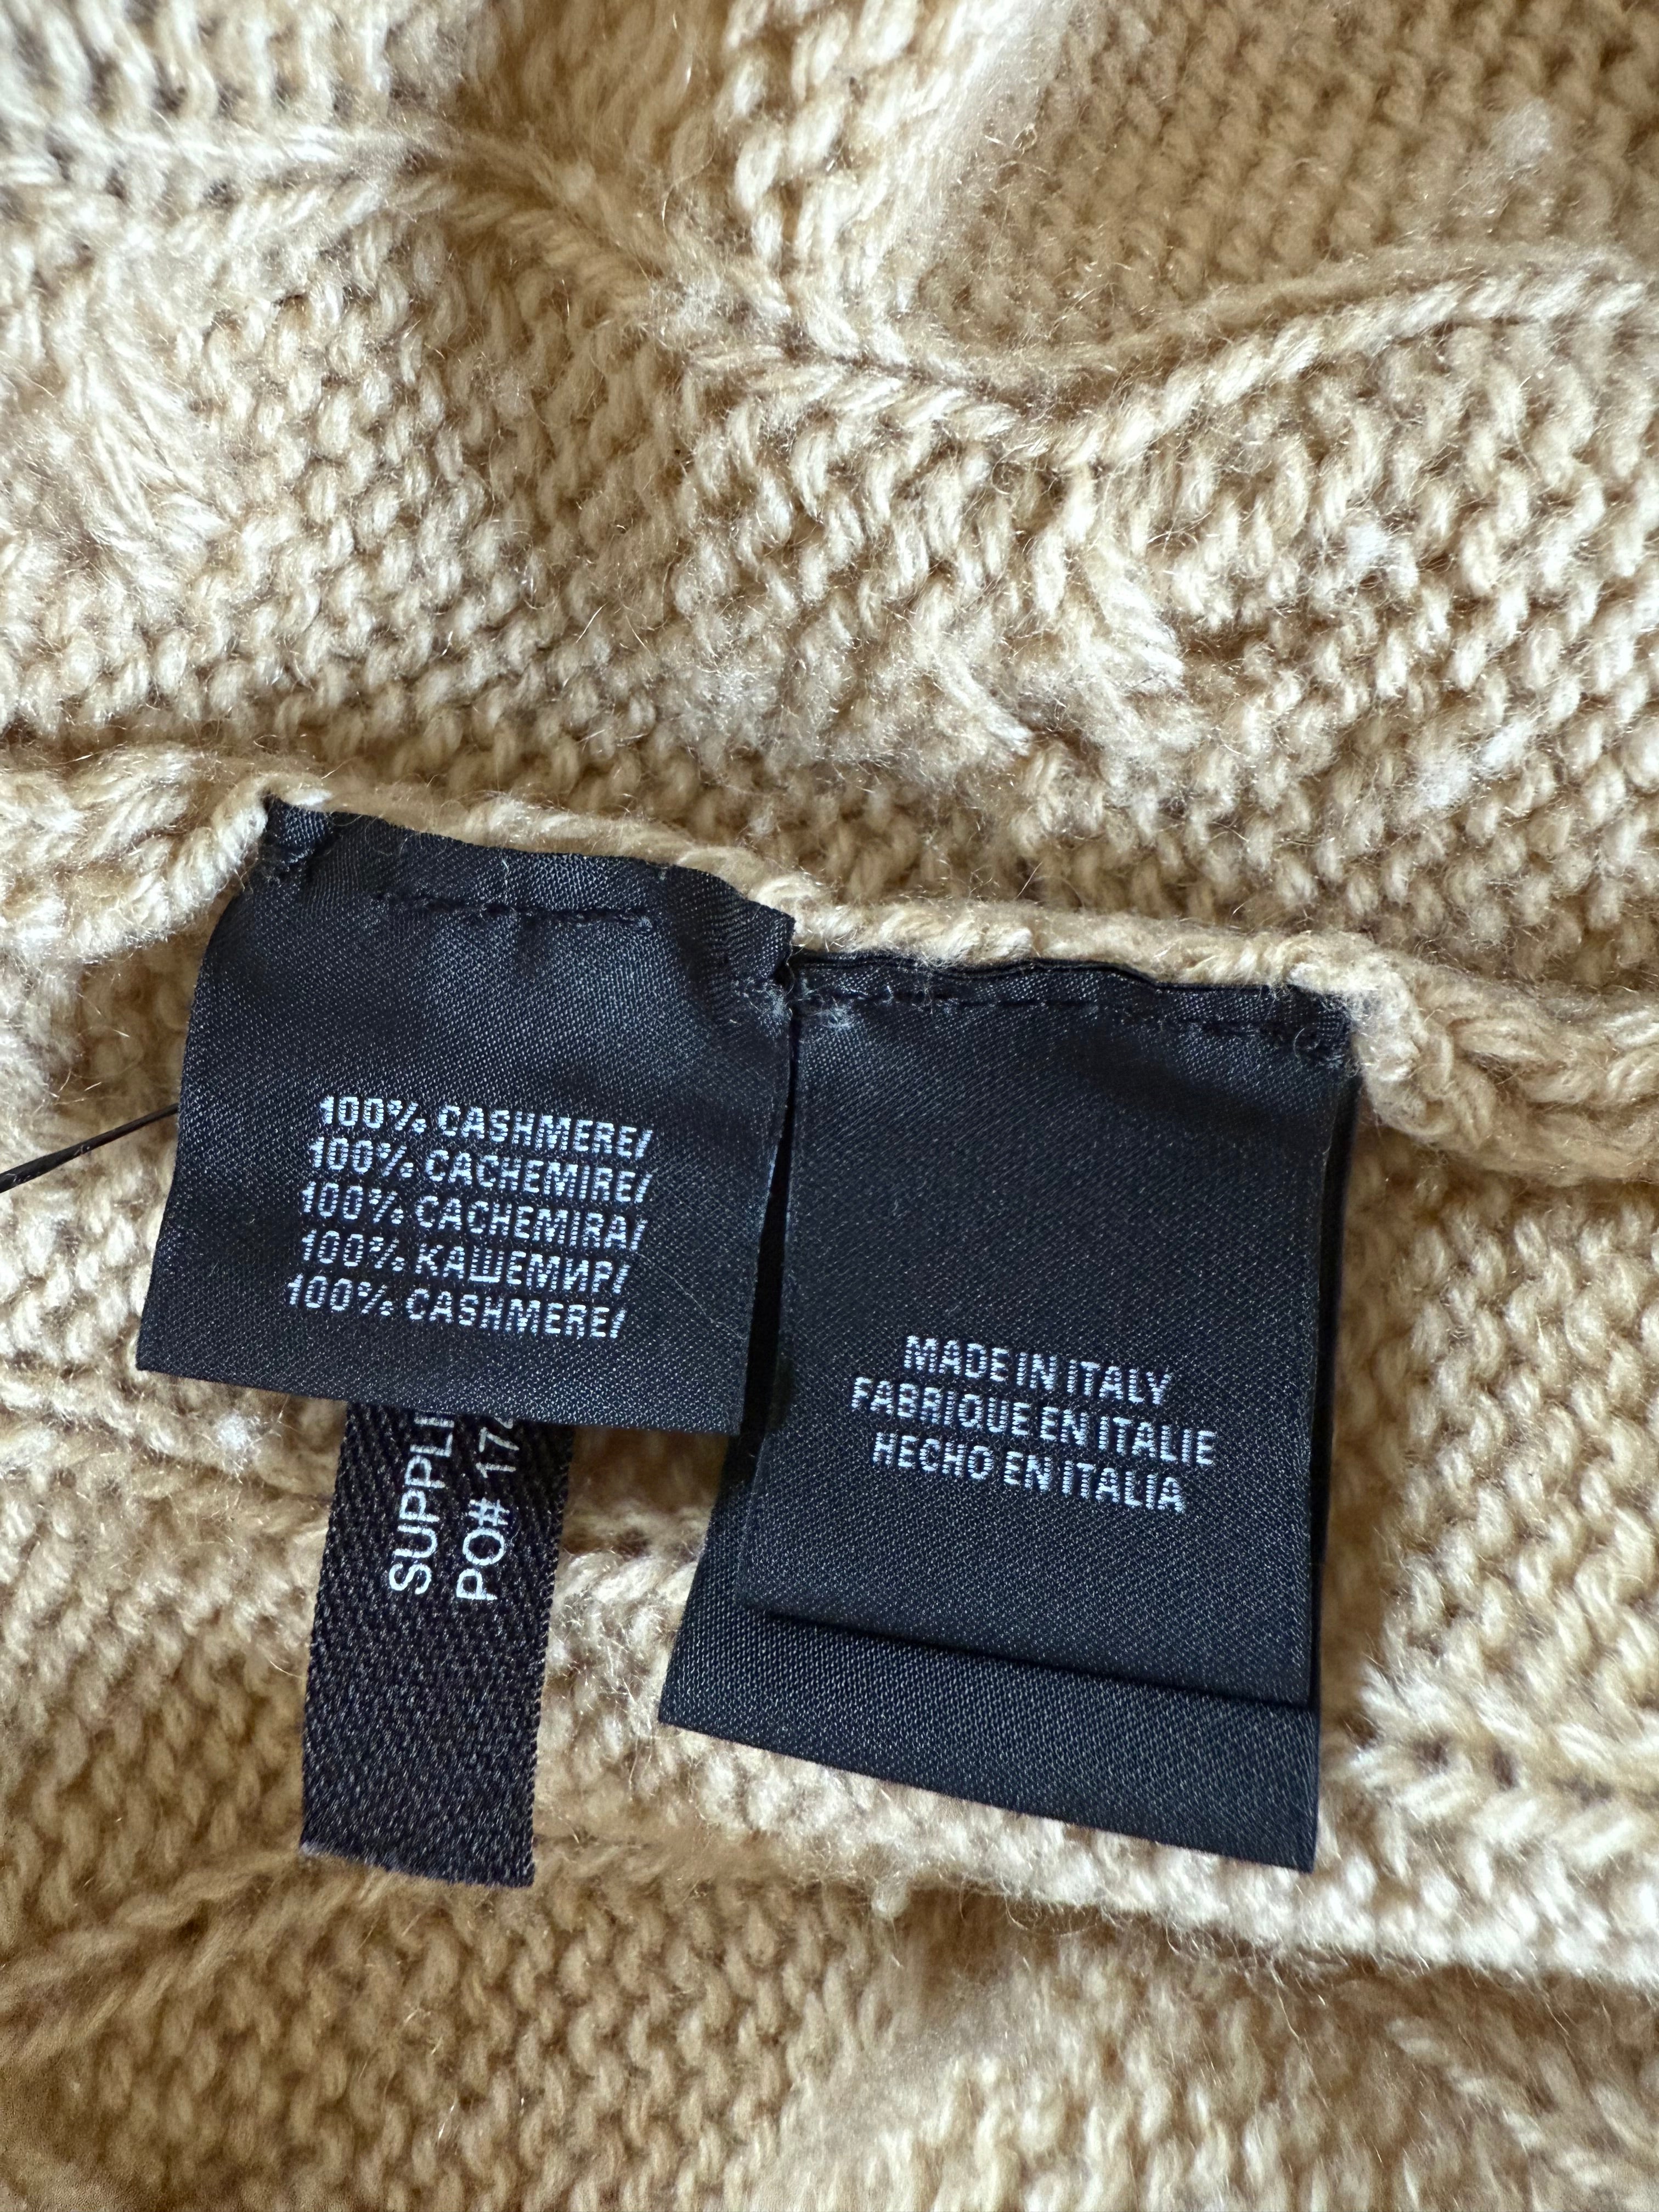 100% CASHMERE/
100% CACHEMIRE/
100% CACHEMIRA/
100% КАШЕМИР/
100% CASHMERE/
MADE IN ITALY
FABRIQUE EN ITALIE
HECHO EN ITALIA
PO# 17